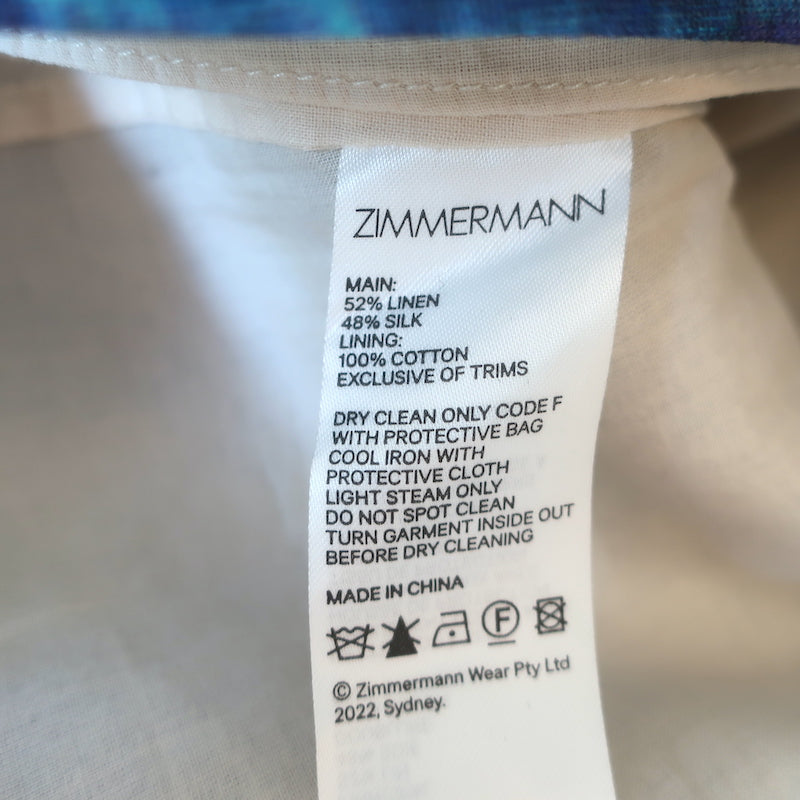 ZIMMERMANN
MAIN:
52% LINEN
48% SILK
LINING:
100% COTTON
EXCLUSIVE OF TRIMS
DRY CLEAN ONLY CODE F
WITH PROTECTIVE BAG
COOL IRON WITH
PROTECTIVE CLOTH
LIGHT STEAM ONLY
DO NOT SPOT CLEAN
TURN GARMENT INSIDE OUT
BEFORE DRY CLEANING
MADE IN CHINA
F
© Zimmermann Wear Pty Ltd
2022, Sydney.